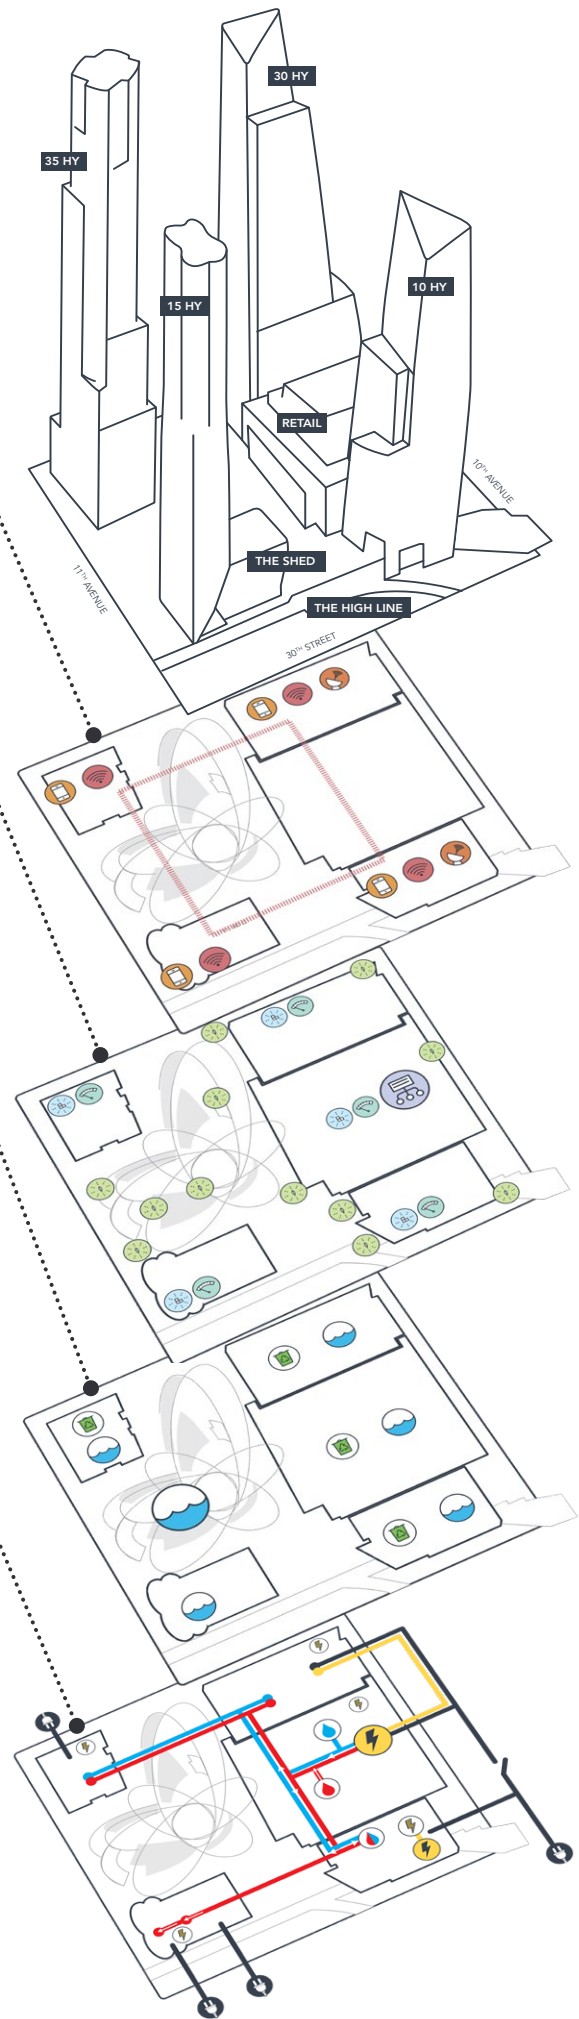 30 HY
35 HY
10 HY
15 HY
RETAIL
10TH AVENUE
THE SHED
11TH AVENUE
THE HIGH LINE
30TH STREET